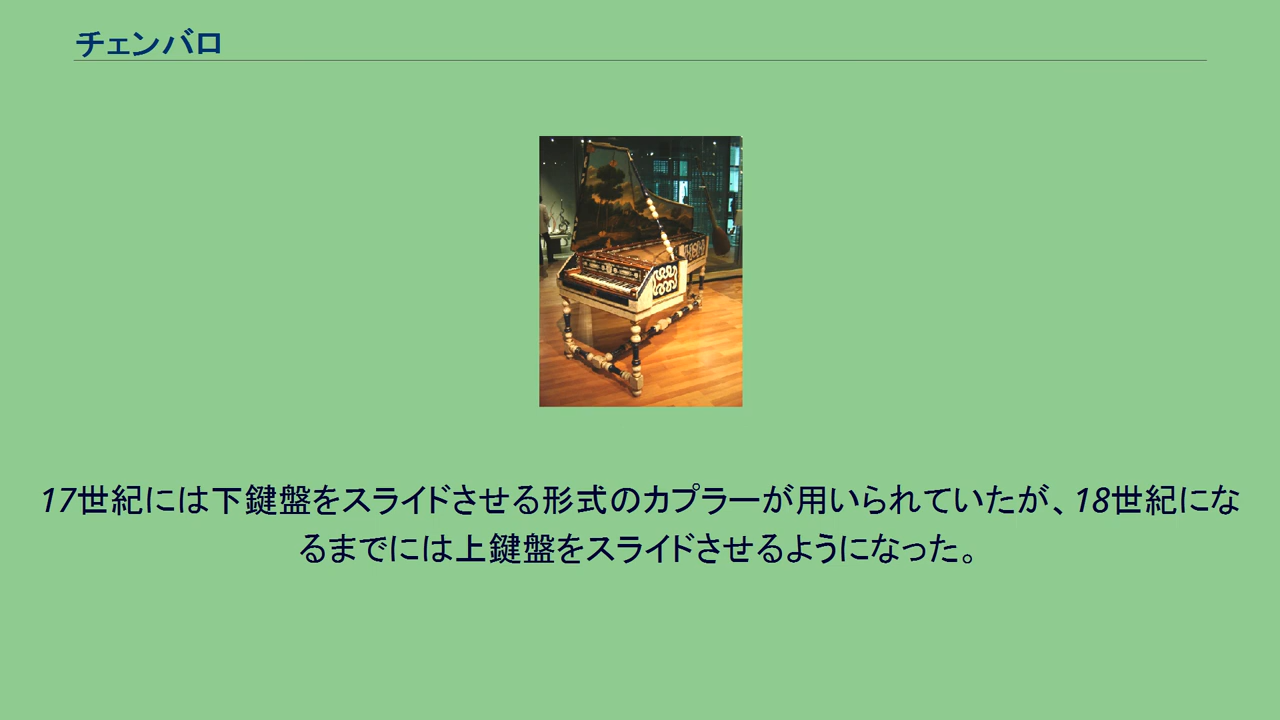 チェンバロ
17世紀には下鍵盤をスライドさせる形式のカプラーが用いられていたが、18世紀にな
るまでには上鍵盤をスライドさせるようになった。